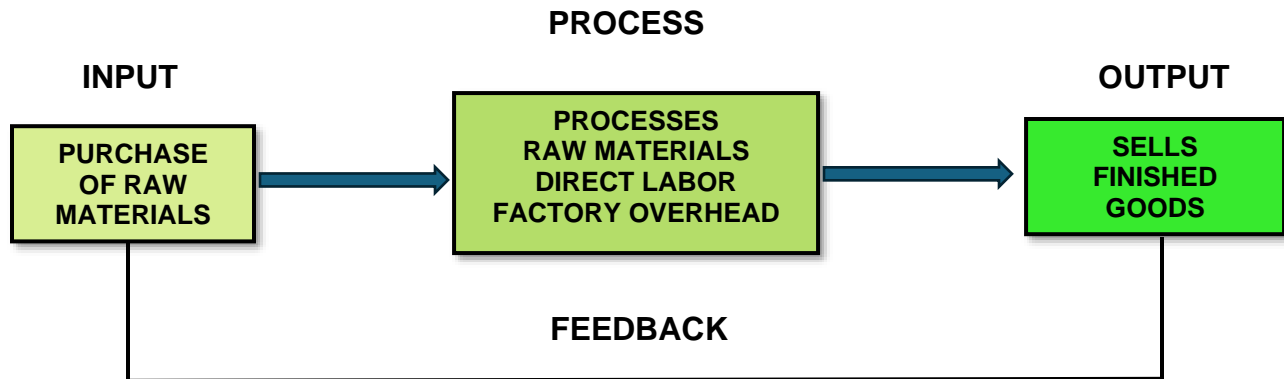 PROCESS
INPUT
OUTPUT
PURCHASE
OF RAW
MATERIALS
PROCESSES
RAW MATERIALS
DIRECT LABOR
FACTORY OVERHEAD
SELLS
FINISHED
GOODS
FEEDBACK